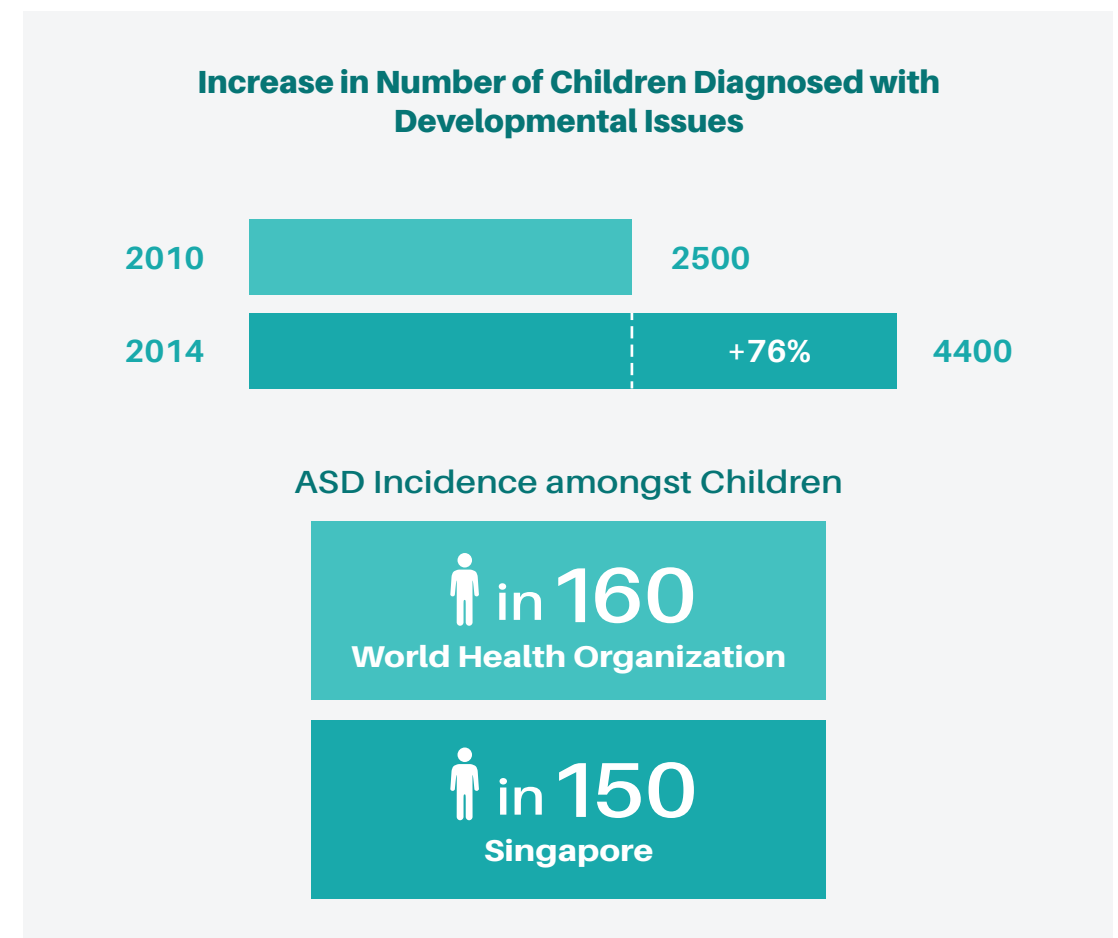 Increase in Number of Children Diagnosed with
Developmental Issues
2010
2500
2014
+76%
4400
ASD Incidence amongst Children
in 160
World Health Organization
in 150
Singapore